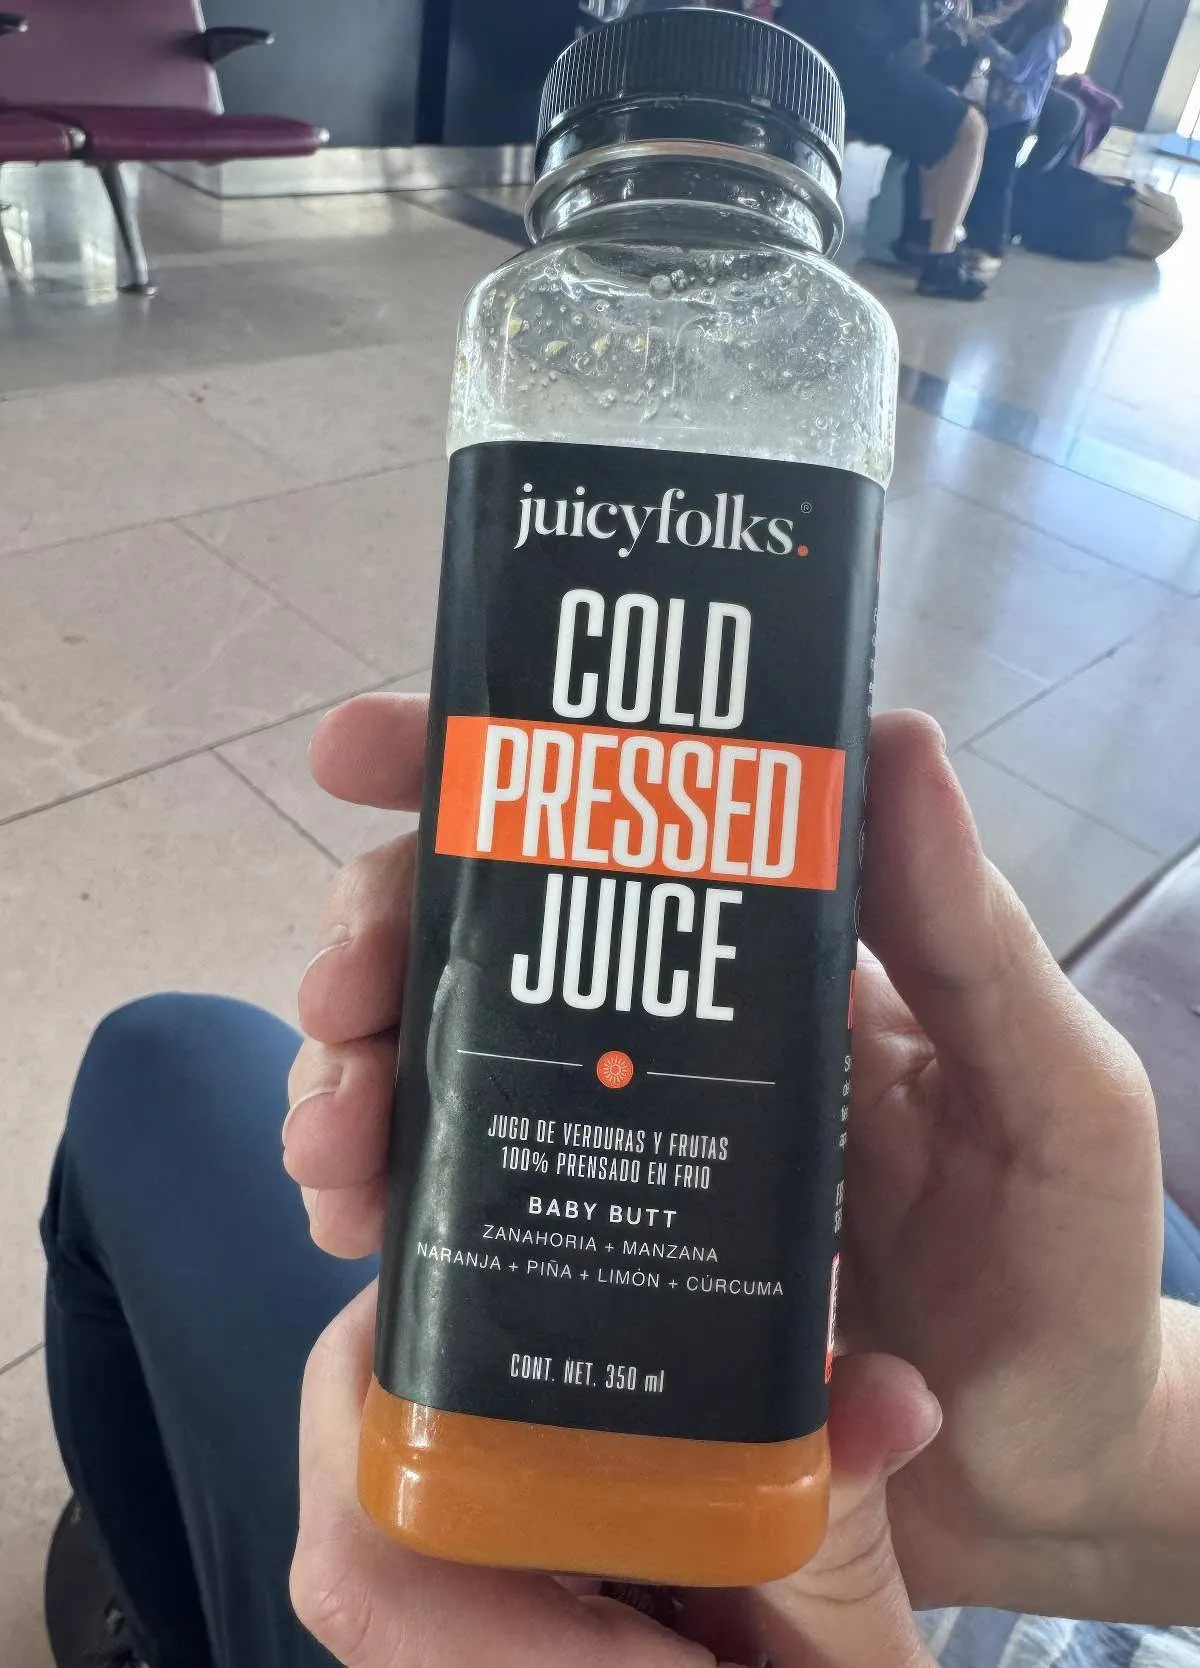 juicyfolks.®
COLD
PRESSED
JUICE
JUGO DE VERDURAS Y FRUTAS
100% PRENSADO EN FRIO
BABY BUTT
ZANAHORIA + MANZANA
NARANJA + PIÑA + LIMÓN + CÚRCUMA
CONT. NET. 350 ml